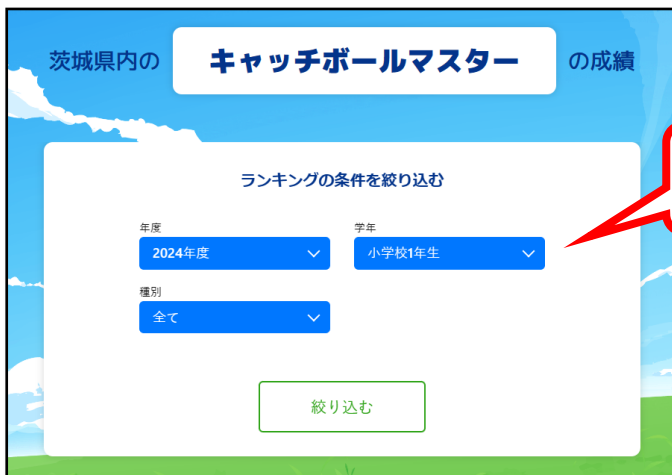 茨城県内の キャッチボールマスター の成績
ランキングの条件を絞り込む
年度 学年
2024年度 小学校1年生
種別
全て
絞り込む